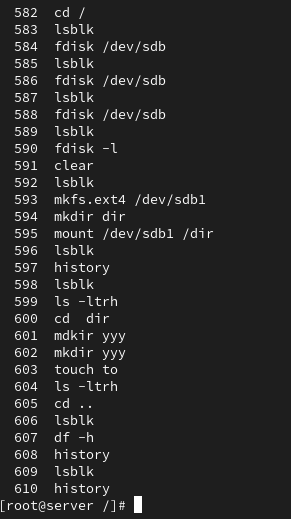 582 cd /
583 lsblk
584 fdisk /dev/sdb
585 lsblk
586 fdisk /dev/sdb
587 lsblk
588 fdisk /dev/sdb
589 lsblk
590 fdisk -l
591 clear
592 lsblk
593 mkfs.ext4 /dev/sdb1
594 mkdir dir
595 mount /dev/sdb1 /dir
596 lsblk
597 history
598 lsblk
599 ls -ltrh
600 cd  dir
601 mdkir yyy
602 mkdir yyy
603 touch to
604 ls -ltrh
605 cd ..
606 lsblk
607 df -h
608 history
609 lsblk
610 history
[root@server /]#